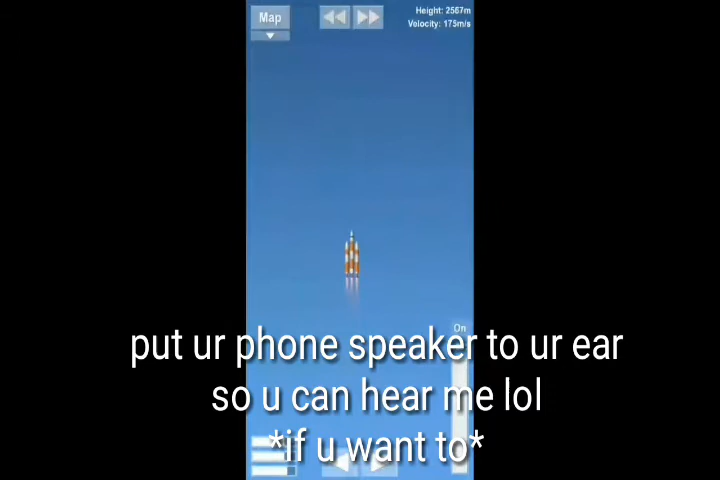 Map
Height: 2567m
Velocity: 175m/s
On
put ur phone speaker to ur ear
so u can hear me lol
*if u want to*